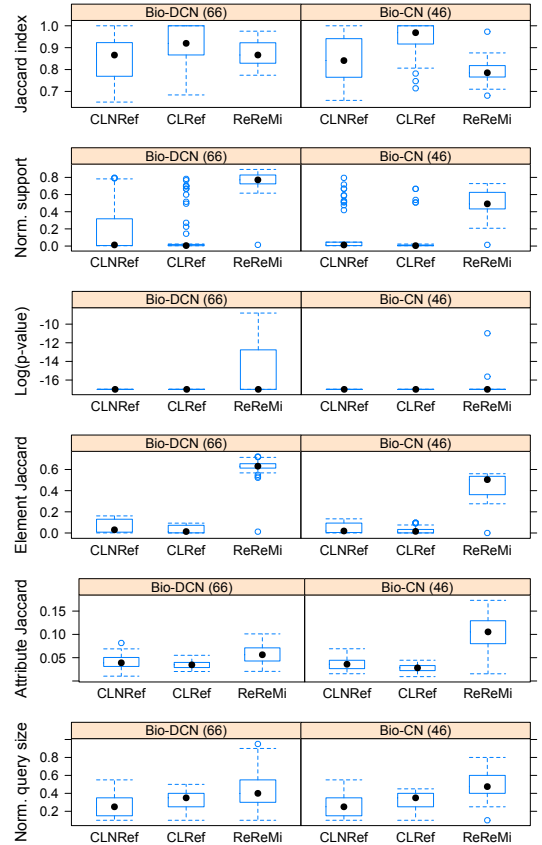 Bio-DCN (66) Bio-CN (46)
Jaccard index
1.0
0.9
0.8
0.7
CLNRef CLRef ReReMi CLNRef CLRef ReReMi
Bio-DCN (66) Bio-CN (46)
Norm. support
0.8
0.6
0.4
0.2
0.0
CLNRef CLRef ReReMi CLNRef CLRef ReReMi
Bio-DCN (66) Bio-CN (46)
Log(p-value)
-10
-12
-14
-16
CLNRef CLRef ReReMi CLNRef CLRef ReReMi
Bio-DCN (66) Bio-CN (46)
Element Jaccard
0.6
0.4
0.2
0.0
CLNRef CLRef ReReMi CLNRef CLRef ReReMi
Bio-DCN (66) Bio-CN (46)
Attribute Jaccard
0.15
0.10
0.05
CLNRef CLRef ReReMi CLNRef CLRef ReReMi
Bio-DCN (66) Bio-CN (46)
Norm. query size
0.8
0.6
0.4
0.2
CLNRef CLRef ReReMi CLNRef CLRef ReReMi